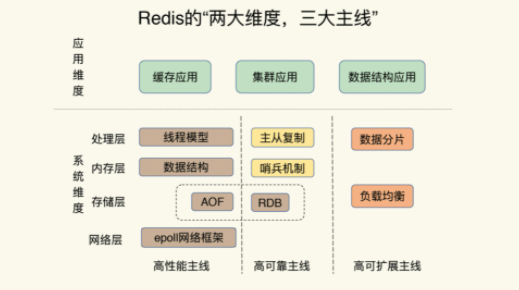 Redis的“两大维度，三大主线”
应用维度
缓存应用
集群应用
数据结构应用
系统维度
处理层
线程模型
主从复制
数据分片
内存层
数据结构
哨兵机制
存储层
AOF
RDB
负载均衡
网络层
epoll网络框架
高性能主线
高可靠主线
高可扩展主线